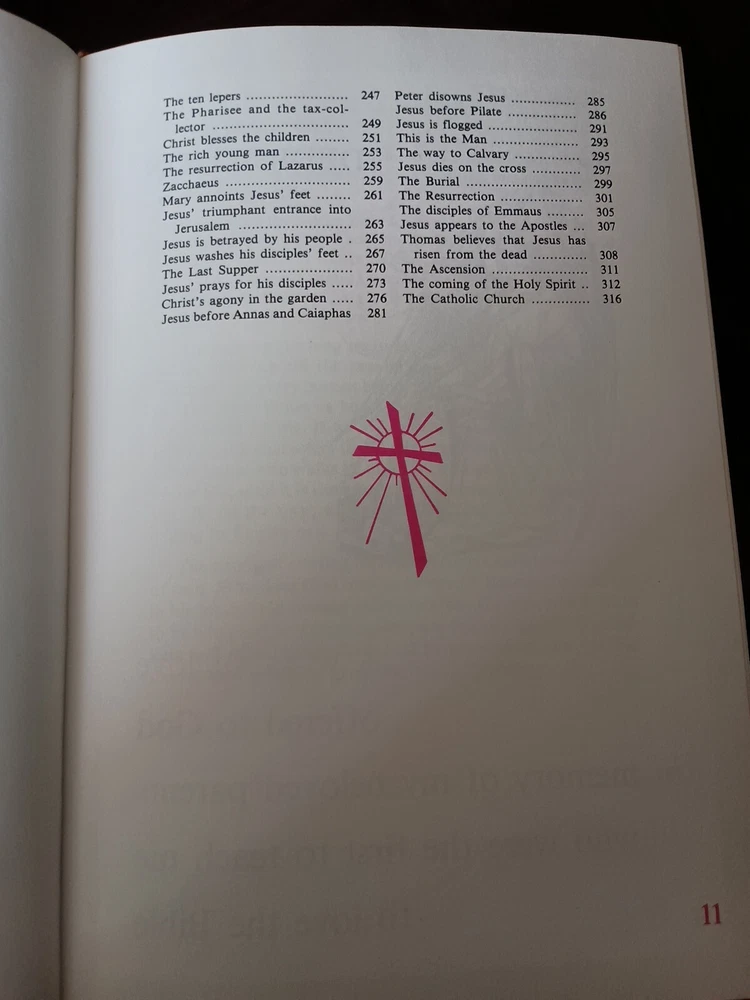 The ten lepers ........................ 247
The Pharisee and the tax-col-
lector ................................ 249
Christ blesses the children ........ 251
The rich young man ............... 253
The resurrection of Lazarus ..... 255
Zacchaeus ............................. 259
Mary annoints Jesus' feet ........ 261
Jesus' triumphant entrance into
Jerusalem .......................... 263
Jesus is betrayed by his people . 265
Jesus washes his disciples' feet .. 267
The Last Supper .................... 270
Jesus' prays for his disciples ..... 273
Christ's agony in the garden ..... 276
Jesus before Annas and Caiaphas 281
Peter disowns Jesus ............... 285
Jesus before Pilate ................ 286
Jesus is flogged ..................... 291
This is the Man ..................... 293
The way to Calvary ............... 295
Jesus dies on the cross ............ 297
The Burial ........................... 299
The Resurrection ................... 301
The disciples of Emmaus ......... 305
Jesus appears to the Apostles ... 307
Thomas believes that Jesus has
risen from the dead ............. 308
The Ascension ....................... 311
The coming of the Holy Spirit .. 312
The Catholic Church .............. 316
11